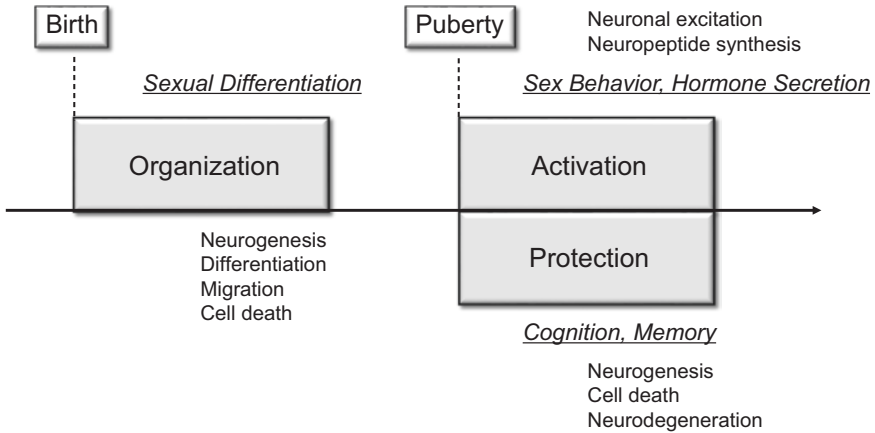 Birth
Puberty
Neuronal excitation
Neuropeptide synthesis
Sexual Differentiation
Sex Behavior, Hormone Secretion
Organization
Activation
Neurogenesis
Differentiation
Migration
Cell death
Protection
Cognition, Memory
Neurogenesis
Cell death
Neurodegeneration